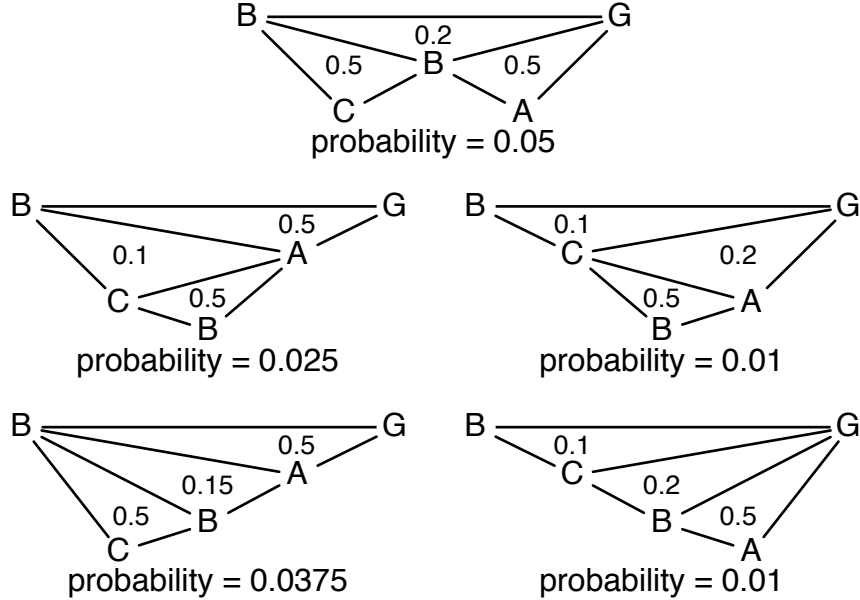 B G
0.2
0.5 B 0.5
C A
probability = 0.05
B G
0.5
A
0.1
C 0.5
B
probability = 0.025
B G
0.1
C 0.2
0.5 A
B
probability = 0.01
B G
0.5
A
0.15
0.5 B
C
probability = 0.0375
B G
0.1
C
0.2
B 0.5
A
probability = 0.01